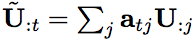 Ũ:t = ∑j atj U:j